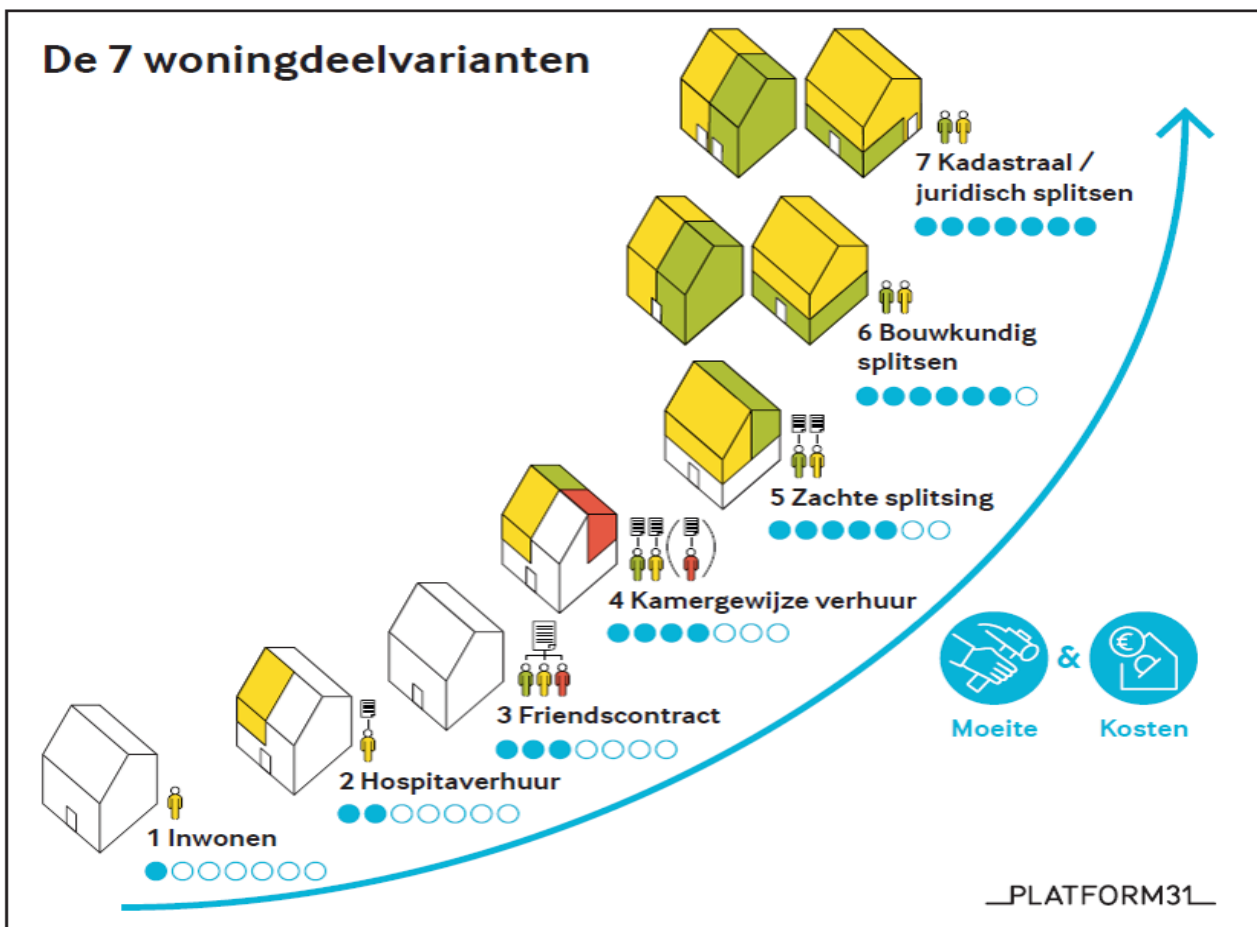 De 7 woningdeelvarianten
7 Kadastraal /
juridisch splitsen
6 Bouwkundig
splitsen
5 Zachte splitsing
4 Kamergewijze verhuur
3 Friendscontract
2 Hospitaverhuur
1 Inwonen
&
Moeite
Kosten
€
PLATFORM31